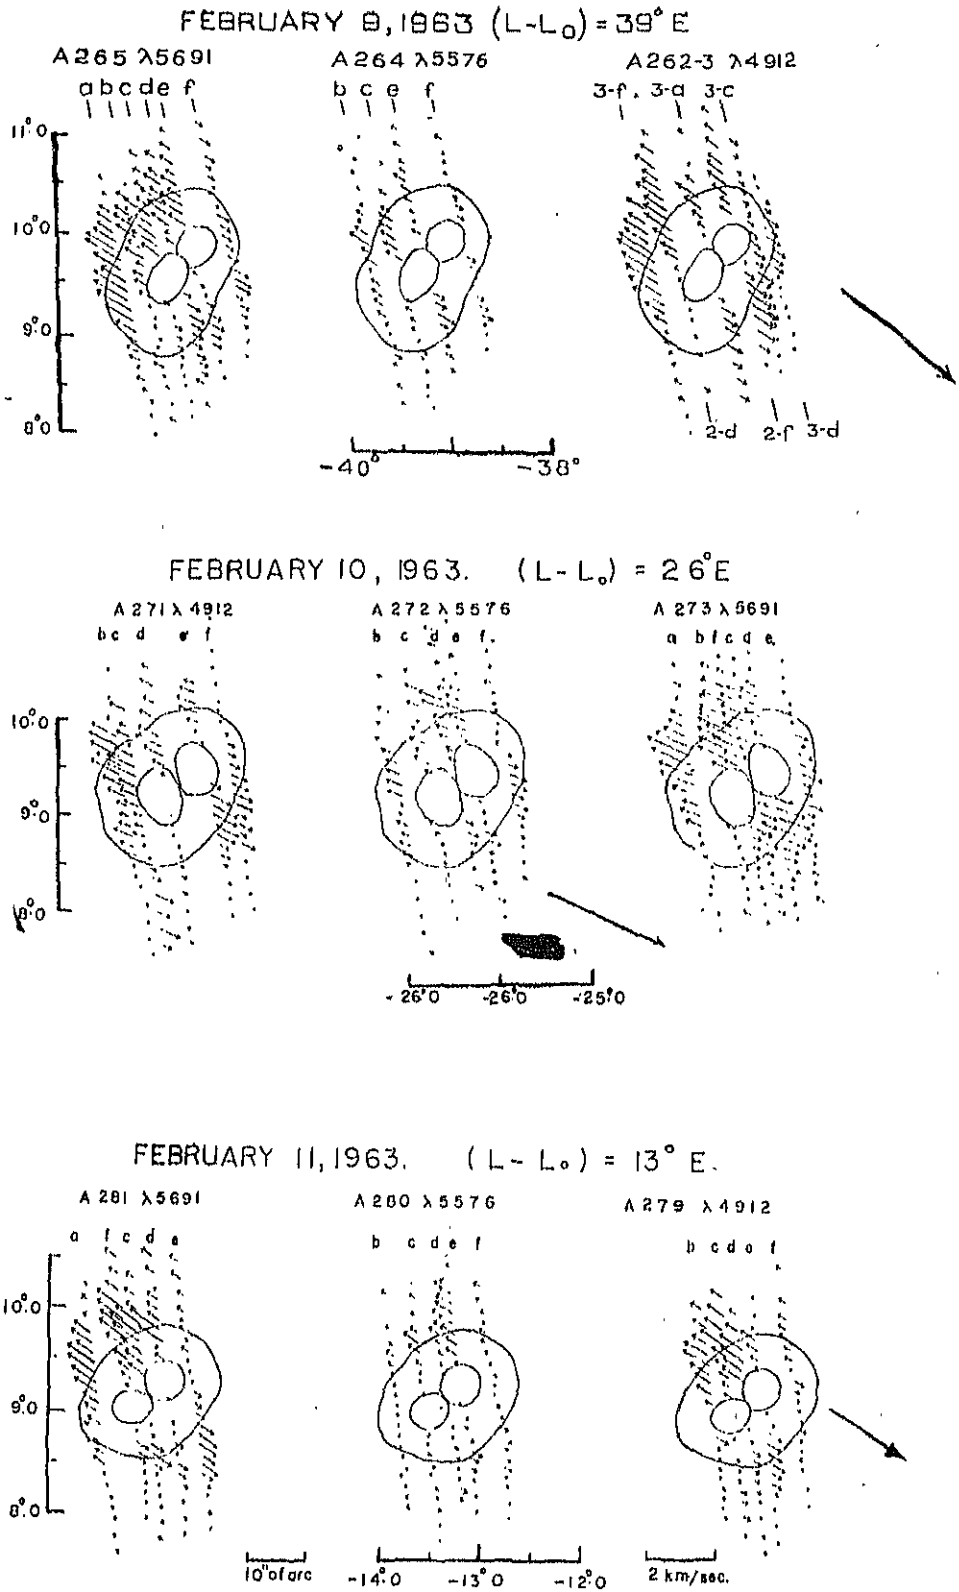 FEBRUARY 9, 1963 (L-L₀) = 39° E
A265 λ5691 A264 λ5576 A262-3 λ4912
a b c d e f b c e f 3-f. 3-a 3-c
11°0
10°0
9°0
8°0
2-d 2-f 3-d
-40° -38°
FEBRUARY 10, 1963. (L-L₀) = 26°E
A 271 λ 4912 A 272 λ 5576 A 273 λ 5691
b c d e f b c d e f. a b f c d e.
10°0
9°0
8°0
-26°0 -26°0 -25°0
FEBRUARY 11, 1963. (L-L₀) = 13° E.
A 281 λ5691 A 280 λ 5576 A 279 λ 4912
a f c d e b c d e f b c d e f
10°0
9°0
8°0
10" of arc -14°0 -13°0 -12°0 2 km/sec.